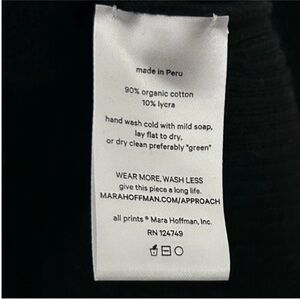 made in Peru
90% organic cotton
10% lycra
hand wash cold with mild soap,
lay flat to dry,
or dry clean preferably "green"
WEAR MORE, WASH LESS
give this piece a long life.
MARAHOFFMAN.COM/APPROACH
all prints ® Mara Hoffman, Inc.
RN 124749